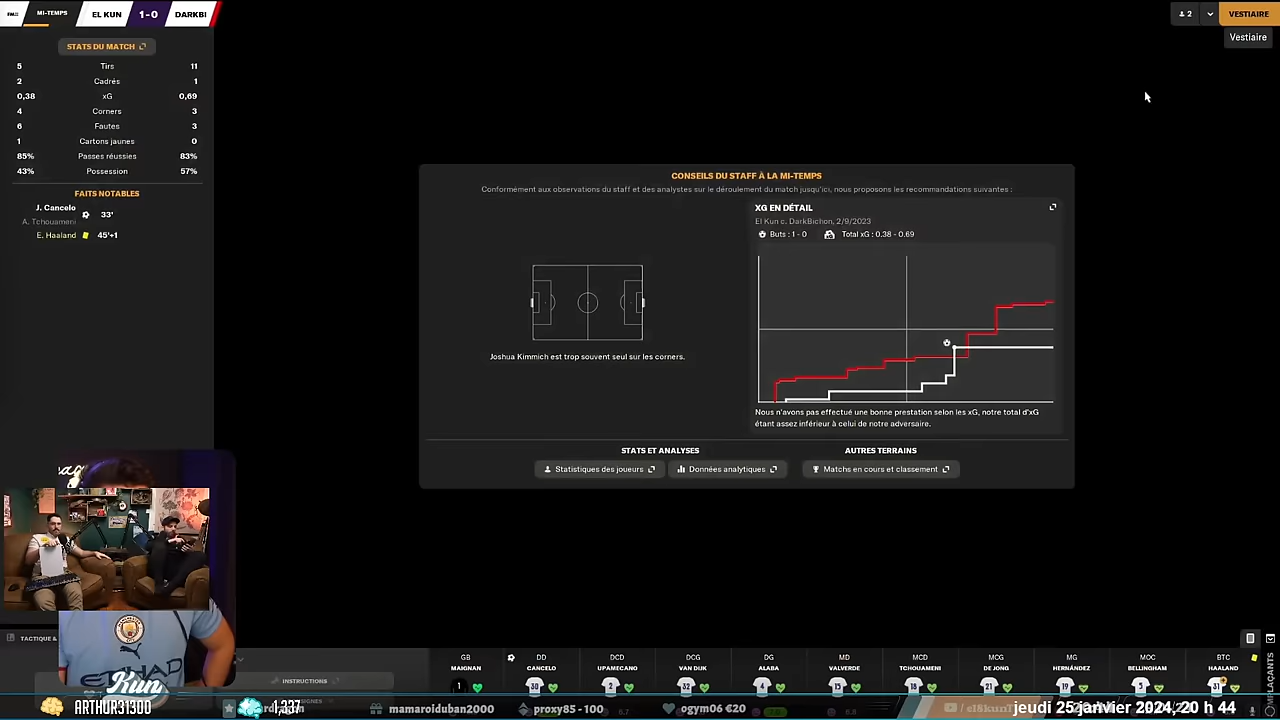 MI-TEMPS
EL KUN
1-0
DARKBI
2
VESTIAIRE
Vestiaire
STATS DU MATCH
5 Tirs 11
2 Cadrés 1
0,38 xG 0,69
4 Corners 3
6 Fautes 3
1 Cartons jaunes 0
85% Passes réussies 83%
43% Possession 57%
FAITS NOTABLES
J. Cancelo 33'
A. Tchouameni
E. Haaland 45'+1
CONSEILS DU STAFF À LA MI-TEMPS
Conformément aux observations du staff et des analystes sur le déroulement du match jusqu'ici, nous proposons les recommandations suivantes :
Joshua Kimmich est trop souvent seul sur les corners.
XG EN DÉTAIL
El Kun c. DarkBichon, 2/9/2023
Buts : 1 - 0 Total xG : 0.38 - 0.69
Nous n'avons pas effectué une bonne prestation selon les xG, notre total d'xG
étant assez inférieur à celui de notre adversaire.
STATS ET ANALYSES
AUTRES TERRAINS
Statistiques des joueurs
Données analytiques
Matchs en cours et classement
TACTIQUE &
GB DD DCD DCG DG MD MCD MCG MG MOC BTC
MAIGNAN CANCELO UPAMECANO VAN DIJK ALABA VALVERDE TCHOUAMENI DE JONG HERNÁNDEZ BELLINGHAM HAALAND
INSTRUCTIONS
ETIHAD
Kun
ARTHUR31300
1,237
mamaroduban2000
proxy85 - 100
ogym06 €20
jeudi 25 janvier 2024, 20 h 44